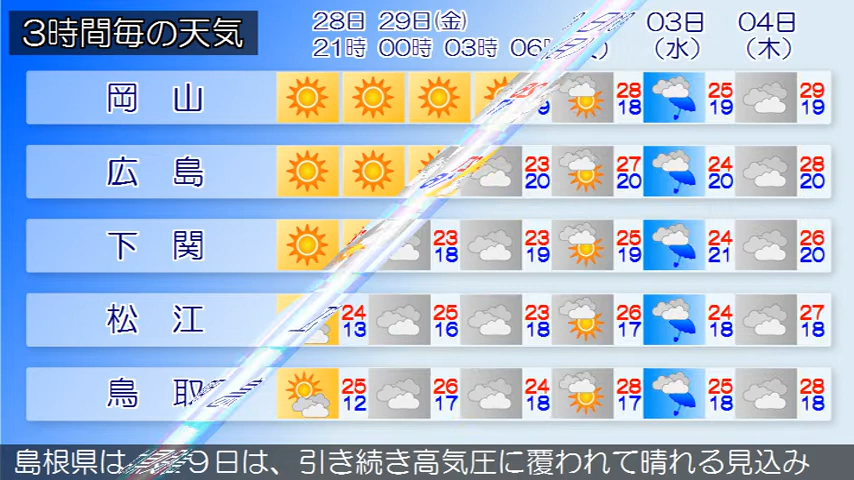 3時間毎の天気
28日 29日(金) 03日 04日
21時 00時 03時 06 (水) (木)
岡 山 9 28 18 25 19 29 19
広 島 23 20 27 20 24 20 28 20
下 関 23 18 23 19 25 19 24 21 26 20
松 江 24 13 25 16 23 18 26 17 24 18 27 18
鳥 取 25 12 26 17 24 18 28 17 25 18 28 18
島根県は 9日は、引き続き高気圧に覆われて晴れる見込み